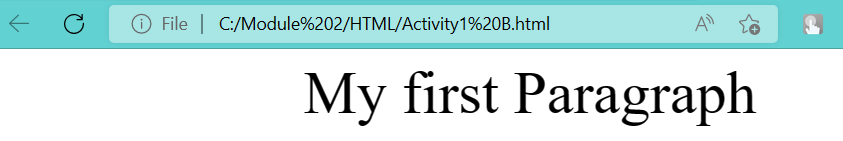 File | C:/Module%202/HTML/Activity1%20B.html
My first Paragraph